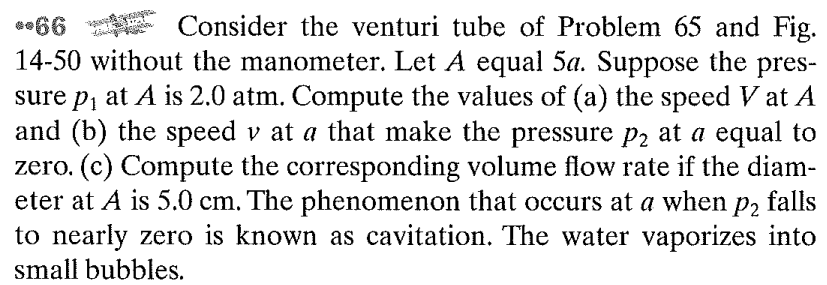 ••66 Consider the venturi tube of Problem 65 and Fig.
14-50 without the manometer. Let A equal 5a. Suppose the pres-
sure p₁ at A is 2.0 atm. Compute the values of (a) the speed V at A
and (b) the speed v at a that make the pressure p₂ at a equal to
zero. (c) Compute the corresponding volume flow rate if the diam-
eter at A is 5.0 cm. The phenomenon that occurs at a when p₂ falls
to nearly zero is known as cavitation. The water vaporizes into
small bubbles.